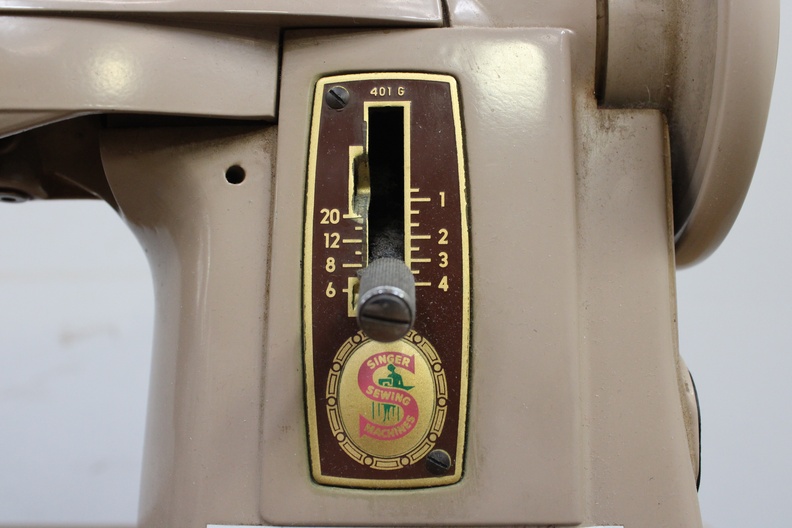 401 G
1
20
12 2
8 3
6 4
SINGER
SEWING
MACHINES